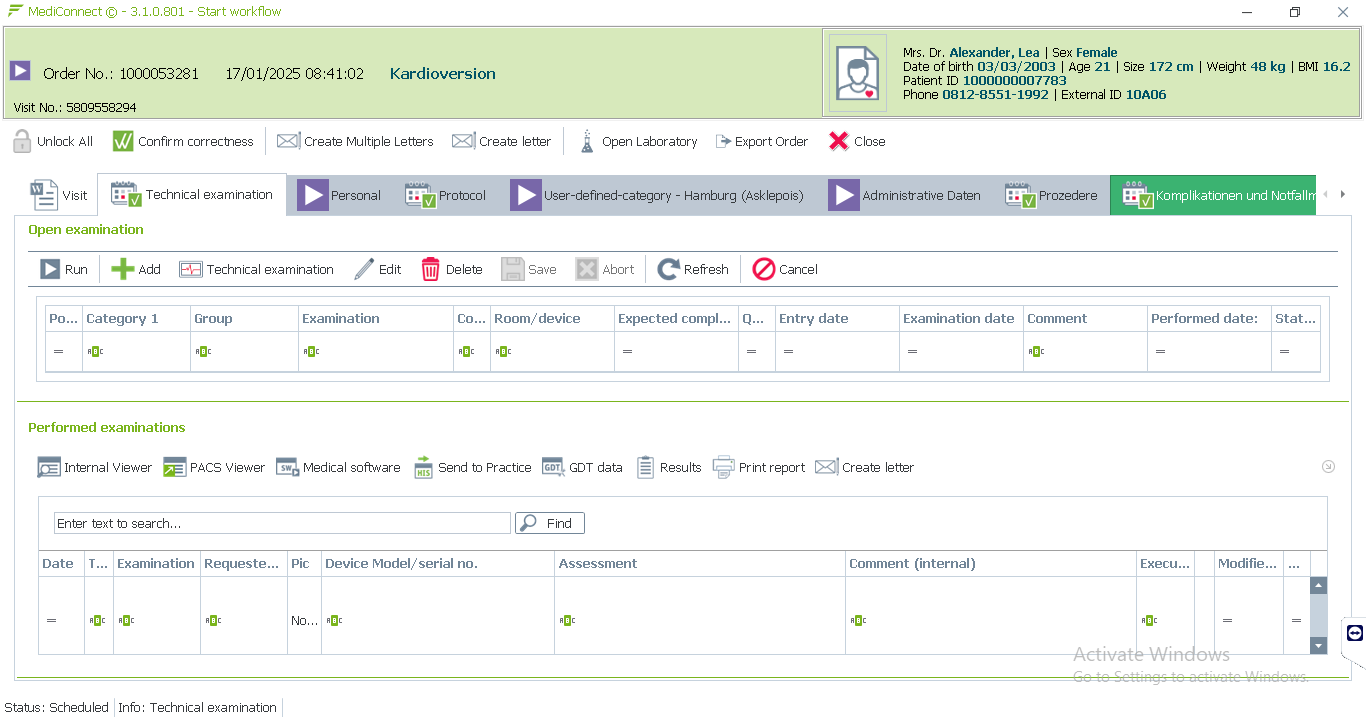 MediConnect © - 3.1.0.801 - Start workflow
Order No.: 1000053281 17/01/2025 08:41:02 Kardioversion
Visit No.: 5809558294
Mrs. Dr. Alexander, Lea | Sex Female
Date of birth 03/03/2003 | Age 21 | Size 172 cm | Weight 48 kg | BMI 16.2
Patient ID 1000000007783
Phone 0812-8551-1992 | External ID 10A06
Unlock All Confirm correctness Create Multiple Letters Create letter Open Laboratory Export Order Close
Visit Technical examination Personal Protocol User-defined-category - Hamburg (Asklepois) Administrative Daten Prozedere Komplikationen und Notfallm
Open examination
Run Add Technical examination Edit Delete Save Abort Refresh Cancel
Po... Category 1 Group Examination Co... Room/device Expected compl... Q... Entry date Examination date Comment Performed date: Stat...
= ABC ABC ABC ABC ABC = = = = ABC = =
Performed examinations
Internal Viewer PACS Viewer SW Medical software HIS Send to Practice GDT GDT data Results Print report Create letter
Enter text to search... Find
Date T... Examination Requeste... Pic Device Model/serial no. Assessment Comment (internal) Execu... Modifie... ...
= ABC ABC ABC No... ABC ABC ABC ABC = =
Activate Windows
Go to Settings to activate Windows.
Status: Scheduled Info: Technical examination